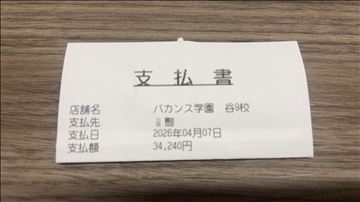 支払書
店舗名 バカンス学園 谷9校
支払先
支払日 2026年04月07日
支払額 34,240円